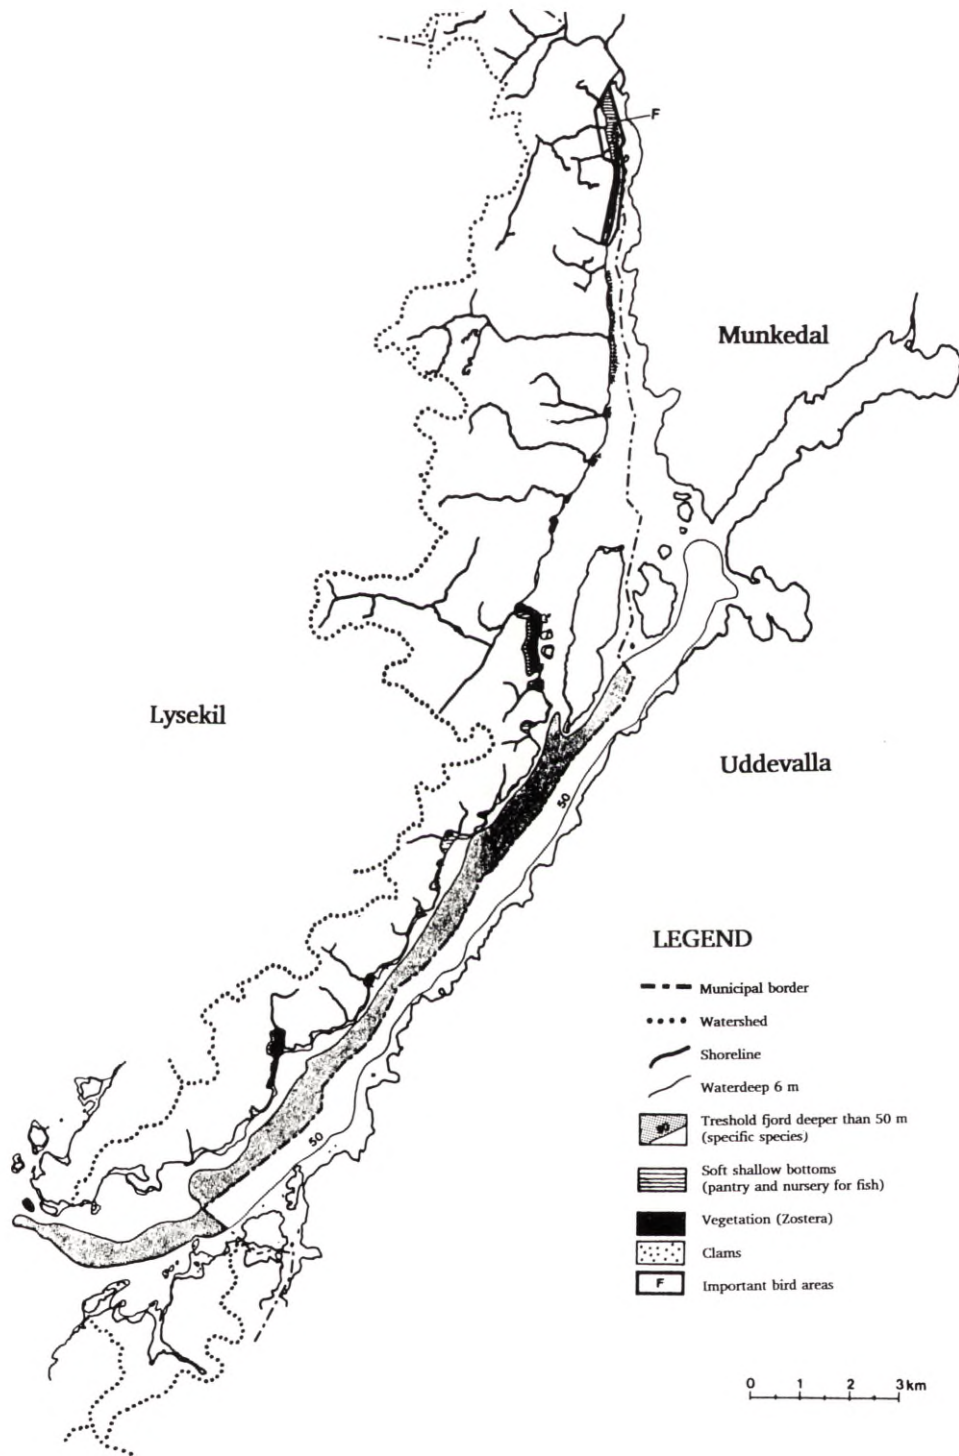 F
Munkedal
Lysekil
Uddevalla
50
50
LEGEND
Municipal border
Watershed
Shoreline
Waterdeep 6 m
Treshold fjord deeper than 50 m
(specific species)
Soft shallow bottoms
(pantry and nursery for fish)
Vegetation (Zostera)
Clams
F Important bird areas
0 1 2 3 km